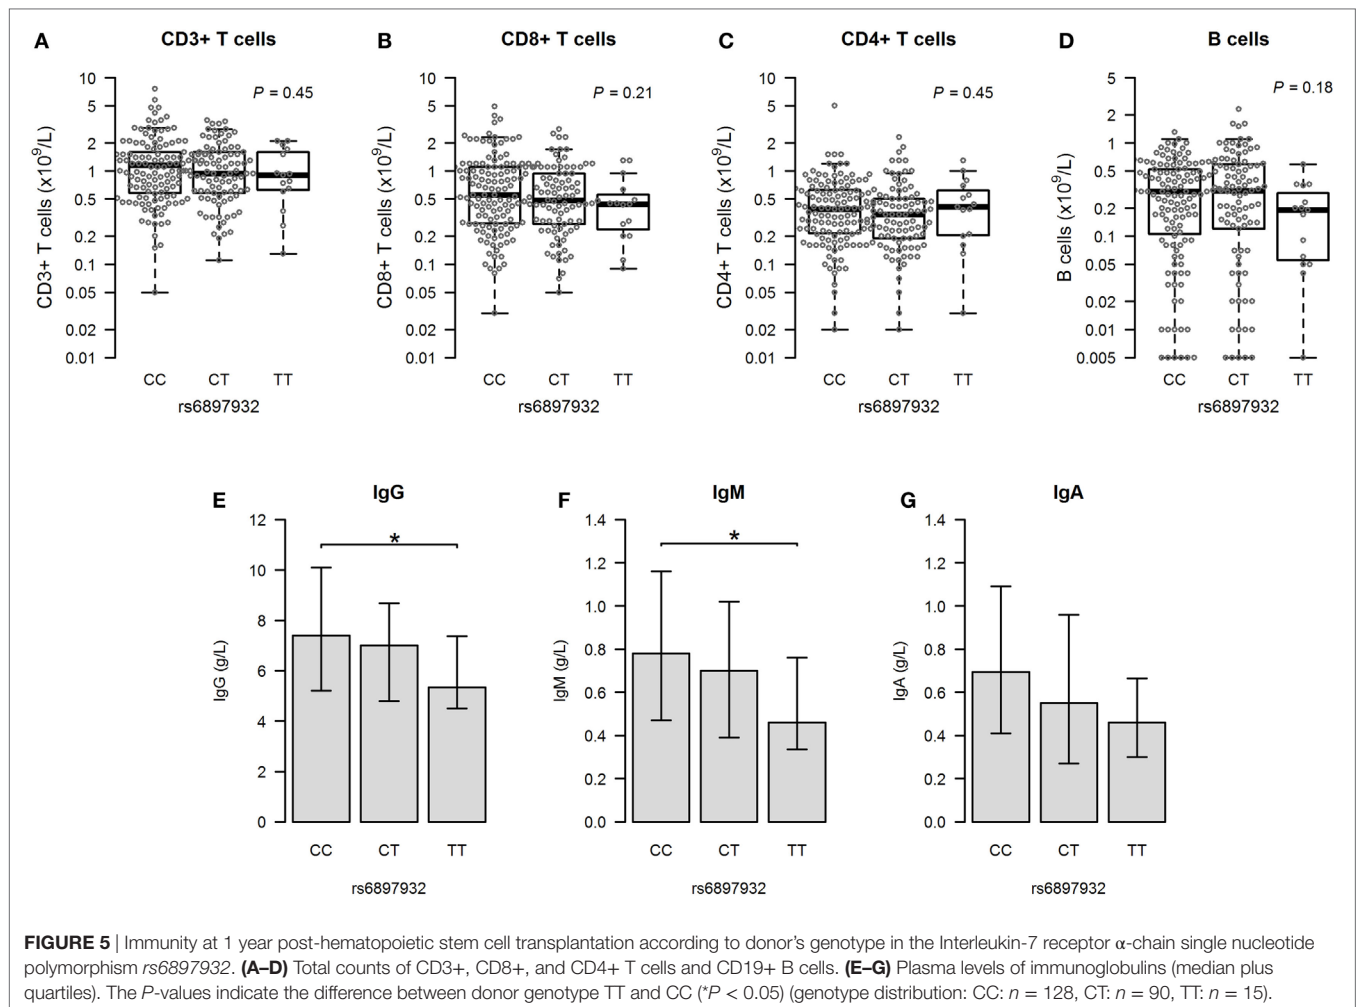 A CD3+ T cells
P = 0.45
CD3+ T cells (x10⁹/L)
10
5
2
1
0.5
0.2
0.1
0.05
0.02
0.01
CC CT TT
rs6897932
B CD8+ T cells
P = 0.21
CD8+ T cells (x10⁹/L)
10
5
2
1
0.5
0.2
0.1
0.05
0.02
0.01
CC CT TT
rs6897932
C CD4+ T cells
P = 0.45
CD4+ T cells (x10⁹/L)
10
5
2
1
0.5
0.2
0.1
0.05
0.02
0.01
CC CT TT
rs6897932
D B cells
P = 0.18
B cells (x10⁹/L)
5
2
1
0.5
0.2
0.1
0.05
0.02
0.01
0.005
CC CT TT
rs6897932
E IgG
*
IgG (g/L)
12
10
8
6
4
2
0
CC CT TT
rs6897932
F IgM
*
IgM (g/L)
1.4
1.2
1.0
0.8
0.6
0.4
0.2
0.0
CC CT TT
rs6897932
G IgA
IgA (g/L)
1.4
1.2
1.0
0.8
0.6
0.4
0.2
0.0
CC CT TT
rs6897932
FIGURE 5 | Immunity at 1 year post-hematopoietic stem cell transplantation according to donor's genotype in the Interleukin-7 receptor α-chain single nucleotide
polymorphism rs6897932. (A–D) Total counts of CD3+, CD8+, and CD4+ T cells and CD19+ B cells. (E–G) Plasma levels of immunoglobulins (median plus
quartiles). The P-values indicate the difference between donor genotype TT and CC (*P < 0.05) (genotype distribution: CC: n = 128, CT: n = 90, TT: n = 15).